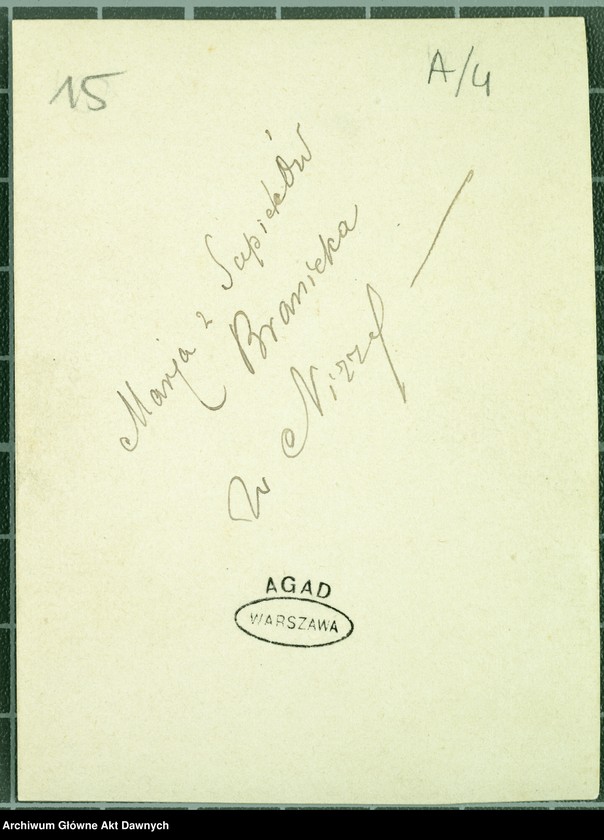 15
A/4
Marja z Sapiehów
Branicka
w Nizzy
AGAD
WARSZAWA
Archiwum Główne Akt Dawnych